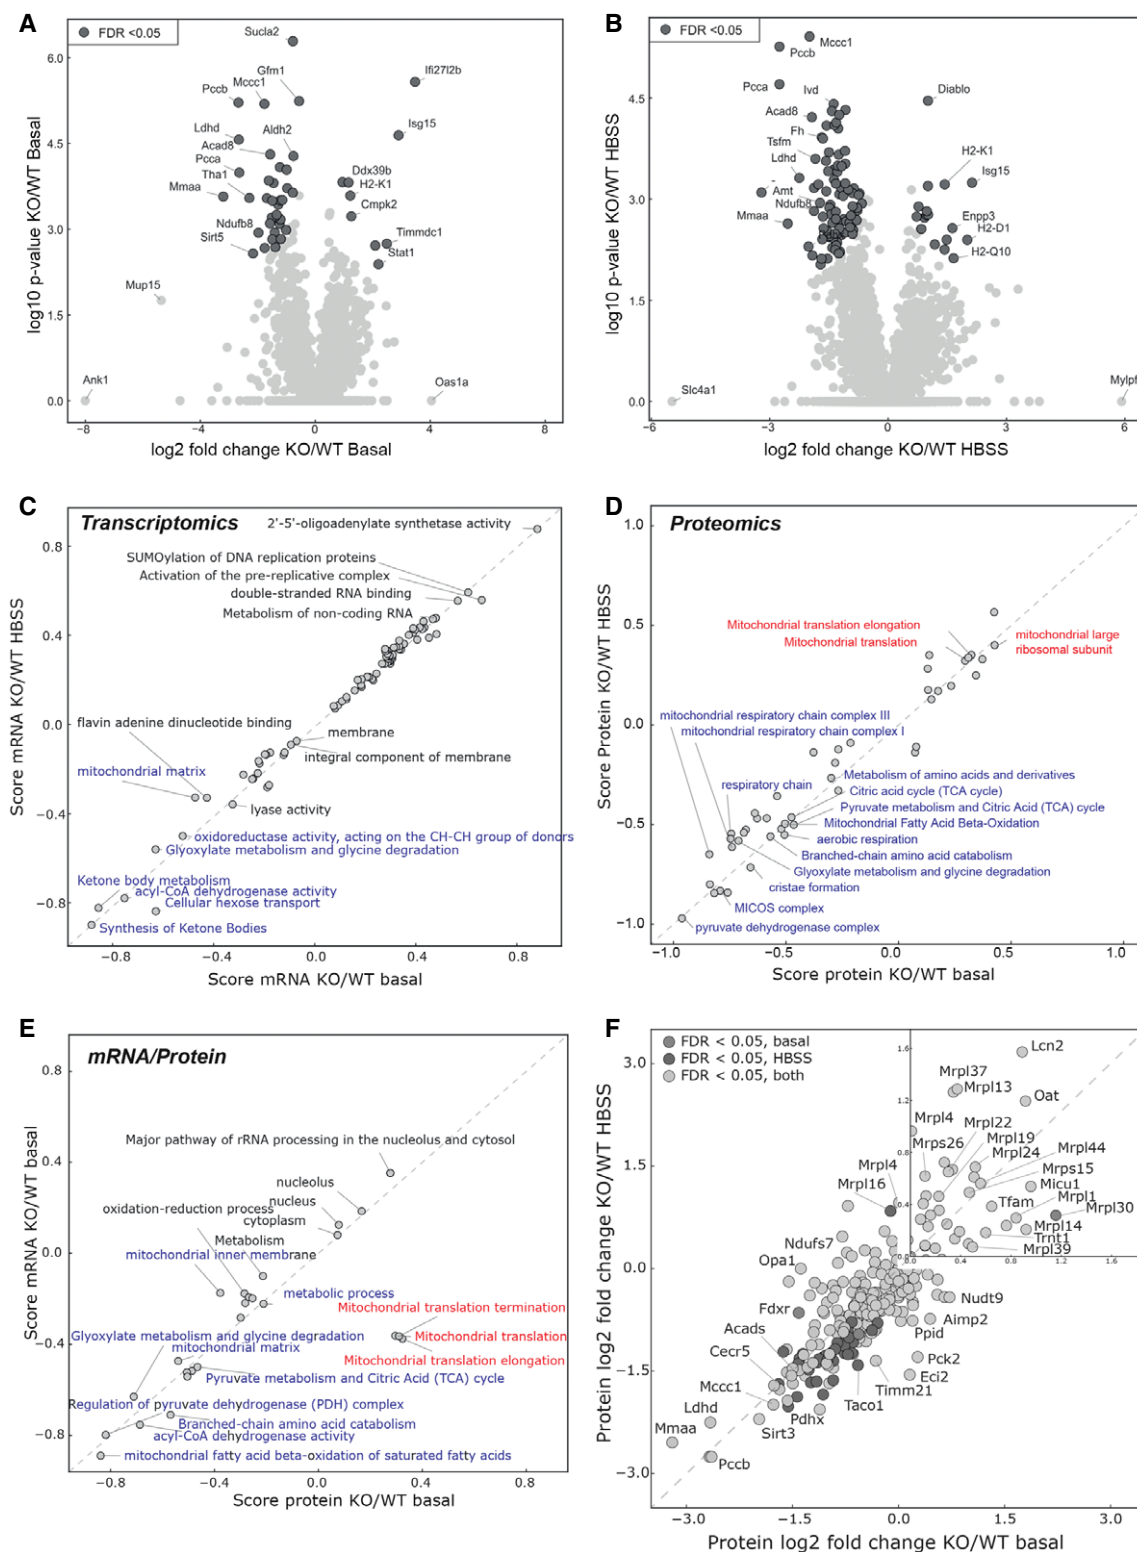 A
FDR <0.05
Sucla2
Gfm1
Mccc1
Pccb
Ifi27l2b
Ldhd
Aldh2
Isg15
Acad8
Pcca
Tha1
Mmaa
Ddx39b
H2-K1
Cmpk2
Ndufb8
Sirt5
Timmdc1
Stat1
Mup15
Ank1
Oas1a
6.0
4.5
3.0
1.5
0.0
−8
−4
0
4
8
log10 p-value KO/WT Basal
log2 fold change KO/WT Basal
B
FDR <0.05
Mccc1
Pccb
Pcca
Ivd
Diablo
Acad8
Fh
Tsfm
Ldhd
H2-K1
Isg15
-
Amt
Ndufb8
Mmaa
Enpp3
H2-D1
H2-Q10
Slc4a1
Mylpf
4.5
3.0
1.5
0.0
−6
−3
0
3
6
log10 p-value KO/WT HBSS
log2 fold change KO/WT HBSS
C
Transcriptomics
2'-5'-oligoadenylate synthetase activity
SUMOylation of DNA replication proteins
Activation of the pre-replicative complex
double-stranded RNA binding
Metabolism of non-coding RNA
flavin adenine dinucleotide binding
membrane
integral component of membrane
mitochondrial matrix
lyase activity
oxidoreductase activity, acting on the CH-CH group of donors
Glyoxylate metabolism and glycine degradation
Ketone body metabolism
acyl-CoA dehydrogenase activity
Cellular hexose transport
Synthesis of Ketone Bodies
0.8
0.4
0.0
−0.4
−0.8
−0.8
−0.4
0.0
0.4
0.8
Score mRNA KO/WT HBSS
Score mRNA KO/WT basal
D
Proteomics
Mitochondrial translation elongation
Mitochondrial translation
mitochondrial large
ribosomal subunit
mitochondrial respiratory chain complex III
mitochondrial respiratory chain complex I
respiratory chain
Metabolism of amino acids and derivatives
Citric acid cycle (TCA cycle)
Pyruvate metabolism and Citric Acid (TCA) cycle
Mitochondrial Fatty Acid Beta-Oxidation
aerobic respiration
Branched-chain amino acid catabolism
Glyoxylate metabolism and glycine degradation
cristae formation
MICOS complex
pyruvate dehydrogenase complex
1.0
0.5
0.0
−0.5
−1.0
−1.0
−0.5
0.0
0.5
1.0
Score Protein KO/WT HBSS
Score protein KO/WT basal
E
mRNA/Protein
Major pathway of rRNA processing in the nucleolus and cytosol
nucleolus
nucleus
oxidation-reduction process
cytoplasm
Metabolism
mitochondrial inner membrane
metabolic process
Mitochondrial translation termination
Mitochondrial translation
Mitochondrial translation elongation
Glyoxylate metabolism and glycine degradation
mitochondrial matrix
Pyruvate metabolism and Citric Acid (TCA) cycle
Regulation of pyruvate dehydrogenase (PDH) complex
Branched-chain amino acid catabolism
acyl-CoA dehydrogenase activity
mitochondrial fatty acid beta-oxidation of saturated fatty acids
0.8
0.4
0.0
−0.4
−0.8
−0.8
−0.4
0.0
0.4
0.8
Score mRNA KO/WT basal
Score protein KO/WT basal
F
FDR < 0.05, basal
FDR < 0.05, HBSS
FDR < 0.05, both
1.6
1.2
0.8
0.4
0.0
0.0
0.4
0.8
1.2
Lcn2
Mrpl37
Mrpl13
Oat
Mrpl4
Mrpl22
Mrps26
Mrpl19
Mrpl24
Mrpl44
Mrps15
Micu1
Tfam
Mrpl1
Mrpl30
Mrpl14
Trnt1
Mrpl39
Mrpl4
Mrpl16
Ndufs7
Opa1
Fdxr
Nudt9
Aimp2
Ppid
Acads
Cecr5
Pck2
Eci2
Timm21
Taco1
Mccc1
Ldhd
Pdhx
Sirt3
Mmaa
Pccb
3.0
1.5
0.0
−1.5
−3.0
−3.0
−1.5
0.0
1.5
3.0
Protein log2 fold change KO/WT HBSS
Protein log2 fold change KO/WT basal